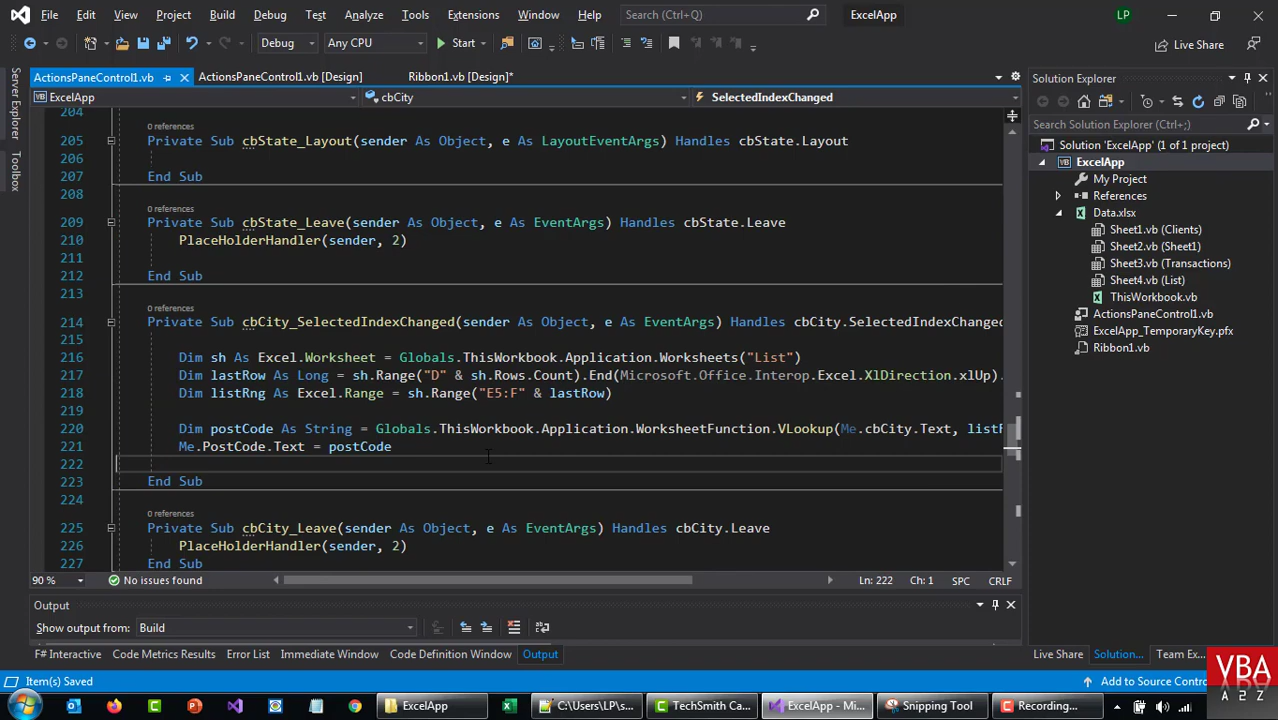 File Edit View Project Build Debug Test Analyze Tools Extensions Window Help Search (Ctrl+Q) ExcelApp LP
Debug Any CPU Start Live Share
ActionsPaneControl1.vb ActionsPaneControl1.vb [Design] Ribbon1.vb [Design]*
ExcelApp cbCity SelectedIndexChanged
204
0 references
205 Private Sub cbState_Layout(sender As Object, e As LayoutEventArgs) Handles cbState.Layout
206
207 End Sub
208
0 references
209 Private Sub cbState_Leave(sender As Object, e As EventArgs) Handles cbState.Leave
210 PlaceHolderHandler(sender, 2)
211
212 End Sub
213
0 references
214 Private Sub cbCity_SelectedIndexChanged(sender As Object, e As EventArgs) Handles cbCity.SelectedIndexChanged
215
216 Dim sh As Excel.Worksheet = Globals.ThisWorkbook.Application.Worksheets("List")
217 Dim lastRow As Long = sh.Range("D" & sh.Rows.Count).End(Microsoft.Office.Interop.Excel.XlDirection.xlUp).
218 Dim listRng As Excel.Range = sh.Range("E5:F" & lastRow)
219
220 Dim postCode As String = Globals.ThisWorkbook.Application.WorksheetFunction.VLookup(Me.cbCity.Text, listR
221 Me.PostCode.Text = postCode
222
223 End Sub
224
0 references
225 Private Sub cbCity_Leave(sender As Object, e As EventArgs) Handles cbCity.Leave
226 PlaceHolderHandler(sender, 2)
227 End Sub
90 % No issues found Ln: 222 Ch: 1 SPC CRLF
Output
Show output from: Build
F# Interactive Code Metrics Results Error List Immediate Window Code Definition Window Output
Item(s) Saved
Server Explorer
Toolbox
Solution Explorer
Search Solution Explorer (Ctrl+;)
Solution 'ExcelApp' (1 of 1 project)
ExcelApp
My Project
References
Data.xlsx
Sheet1.vb (Clients)
Sheet2.vb (Sheet1)
Sheet3.vb (Transactions)
Sheet4.vb (List)
ThisWorkbook.vb
ActionsPaneControl1.vb
ExcelApp_TemporaryKey.pfx
Ribbon1.vb
Live Share Solution... Team Ex...
Add to Source Contro
VBA
A 2 Z
ExcelApp C:\Users\LP\s... TechSmith Ca... ExcelApp - Mi... Snipping Tool Recording...